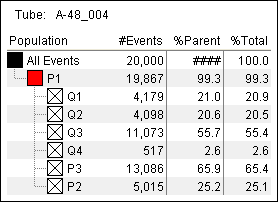 Tube: A-48_004
Population #Events %Parent %Total
All Events 20,000 #### 100.0
P1 19,867 99.3 99.3
Q1 4,179 21.0 20.9
Q2 4,098 20.6 20.5
Q3 11,073 55.7 55.4
Q4 517 2.6 2.6
P3 13,086 65.9 65.4
P2 5,015 25.2 25.1